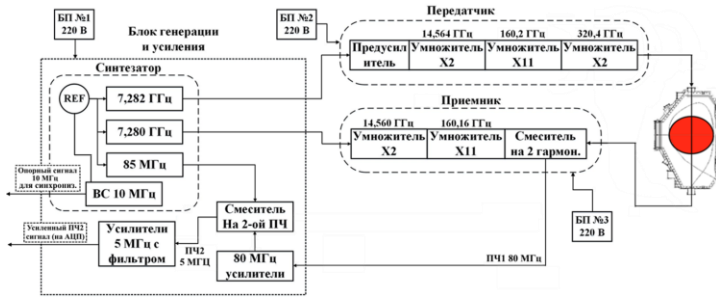 БП №1
220 В
Блок генерации
и усиления
БП №2
220 В
Передатчик
14,564 ГГц
160,2 ГГц
320,4 ГГц
Предусил
итель
Умножитель
X2
Умножитель
X11
Умножитель
X2
Синтезатор
REF
7,282 ГГц
7,280 ГГц
85 МГц
ВС 10 МГц
Приемник
14,560 ГГц
160,16 ГГц
Умножитель
X2
Умножитель
X11
Смеситель
на 2 гармон.
Опорный сигнал
10 МГц
для синхрониз.
Смеситель
На 2-ой ПЧ
БП №3
220 В
Усиленный ПЧ2
сигнал (на АЦП)
Усилители
5 МГц с
фильтром
ПЧ2
5 МГЦ
80 МГц
усилители
ПЧ1 80 МГц